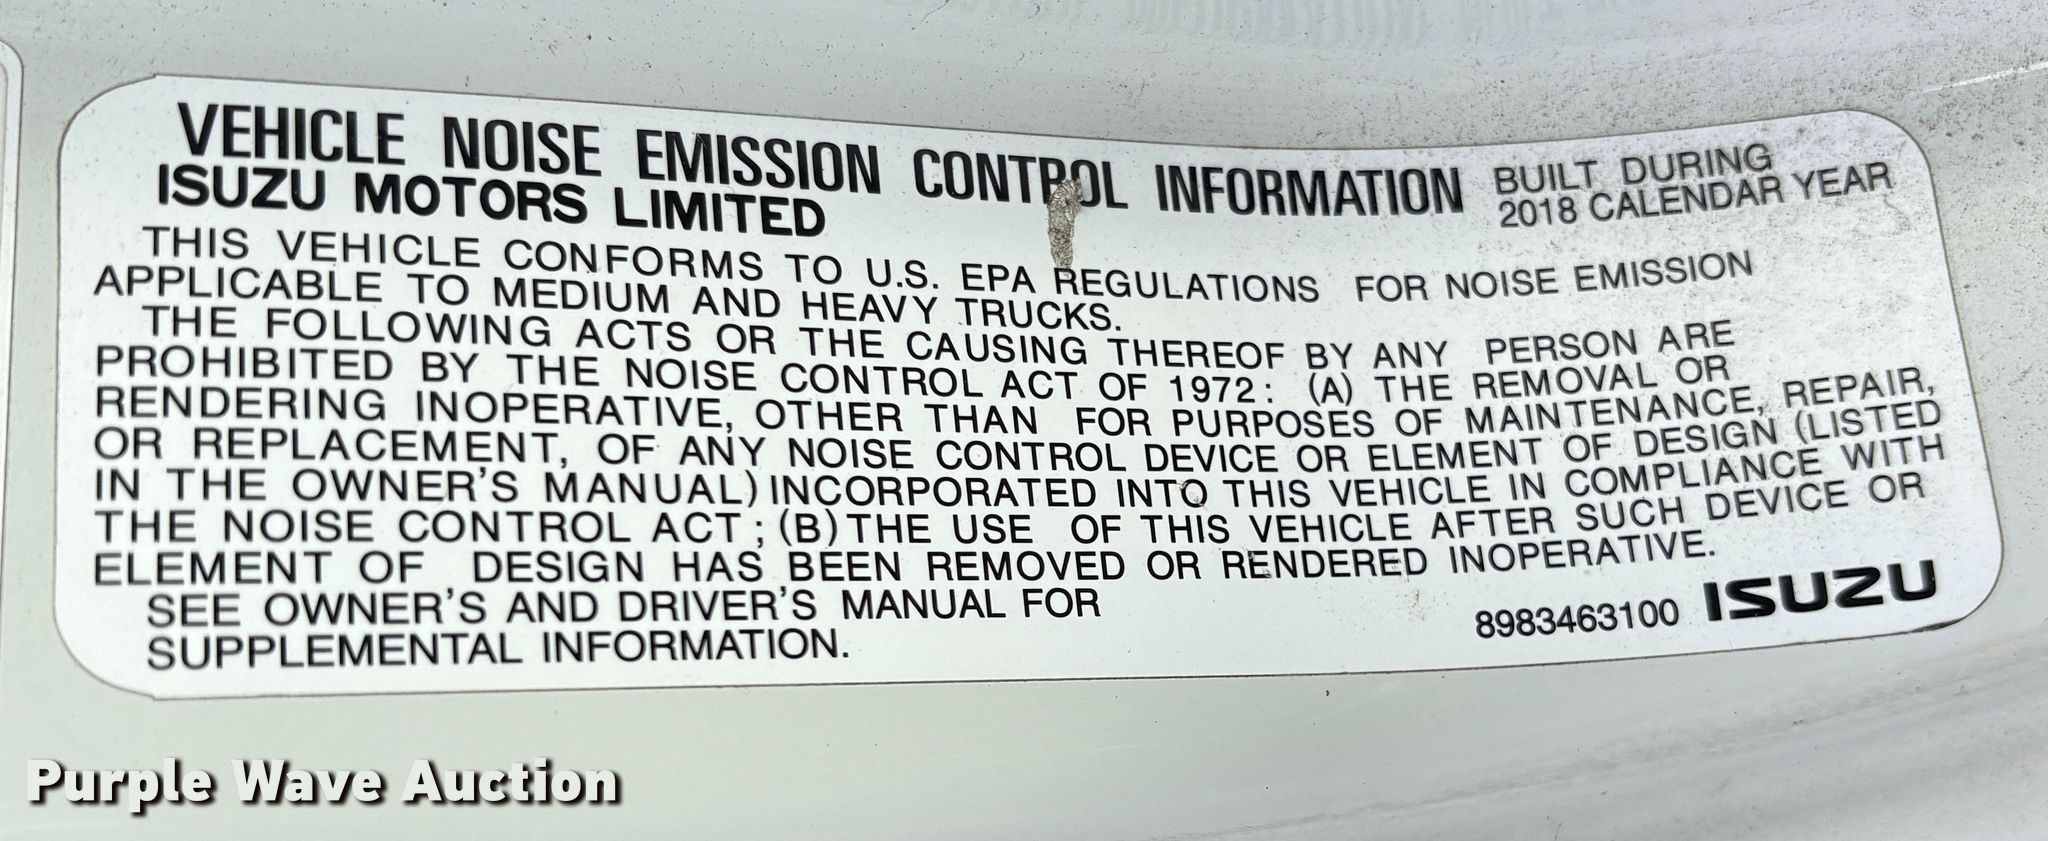 VEHICLE NOISE EMISSION CONTROL INFORMATION
BUILT DURING
2018 CALENDAR YEAR
ISUZU MOTORS LIMITED
THIS VEHICLE CONFORMS TO U.S. EPA REGULATIONS FOR NOISE EMISSION
APPLICABLE TO MEDIUM AND HEAVY TRUCKS.
THE FOLLOWING ACTS OR THE CAUSING THEREOF BY ANY PERSON ARE
PROHIBITED BY THE NOISE CONTROL ACT OF 1972: (A) THE REMOVAL OR
RENDERING INOPERATIVE, OTHER THAN FOR PURPOSES OF MAINTENANCE, REPAIR,
OR REPLACEMENT, OF ANY NOISE CONTROL DEVICE OR ELEMENT OF DESIGN (LISTED
IN THE OWNER'S MANUAL) INCORPORATED INTO THIS VEHICLE IN COMPLIANCE WITH
THE NOISE CONTROL ACT; (B) THE USE OF THIS VEHICLE AFTER SUCH DEVICE OR
ELEMENT OF DESIGN HAS BEEN REMOVED OR RENDERED INOPERATIVE.
SEE OWNER'S AND DRIVER'S MANUAL FOR
SUPPLEMENTAL INFORMATION.
8983463100 ISUZU
Purple Wave Auction